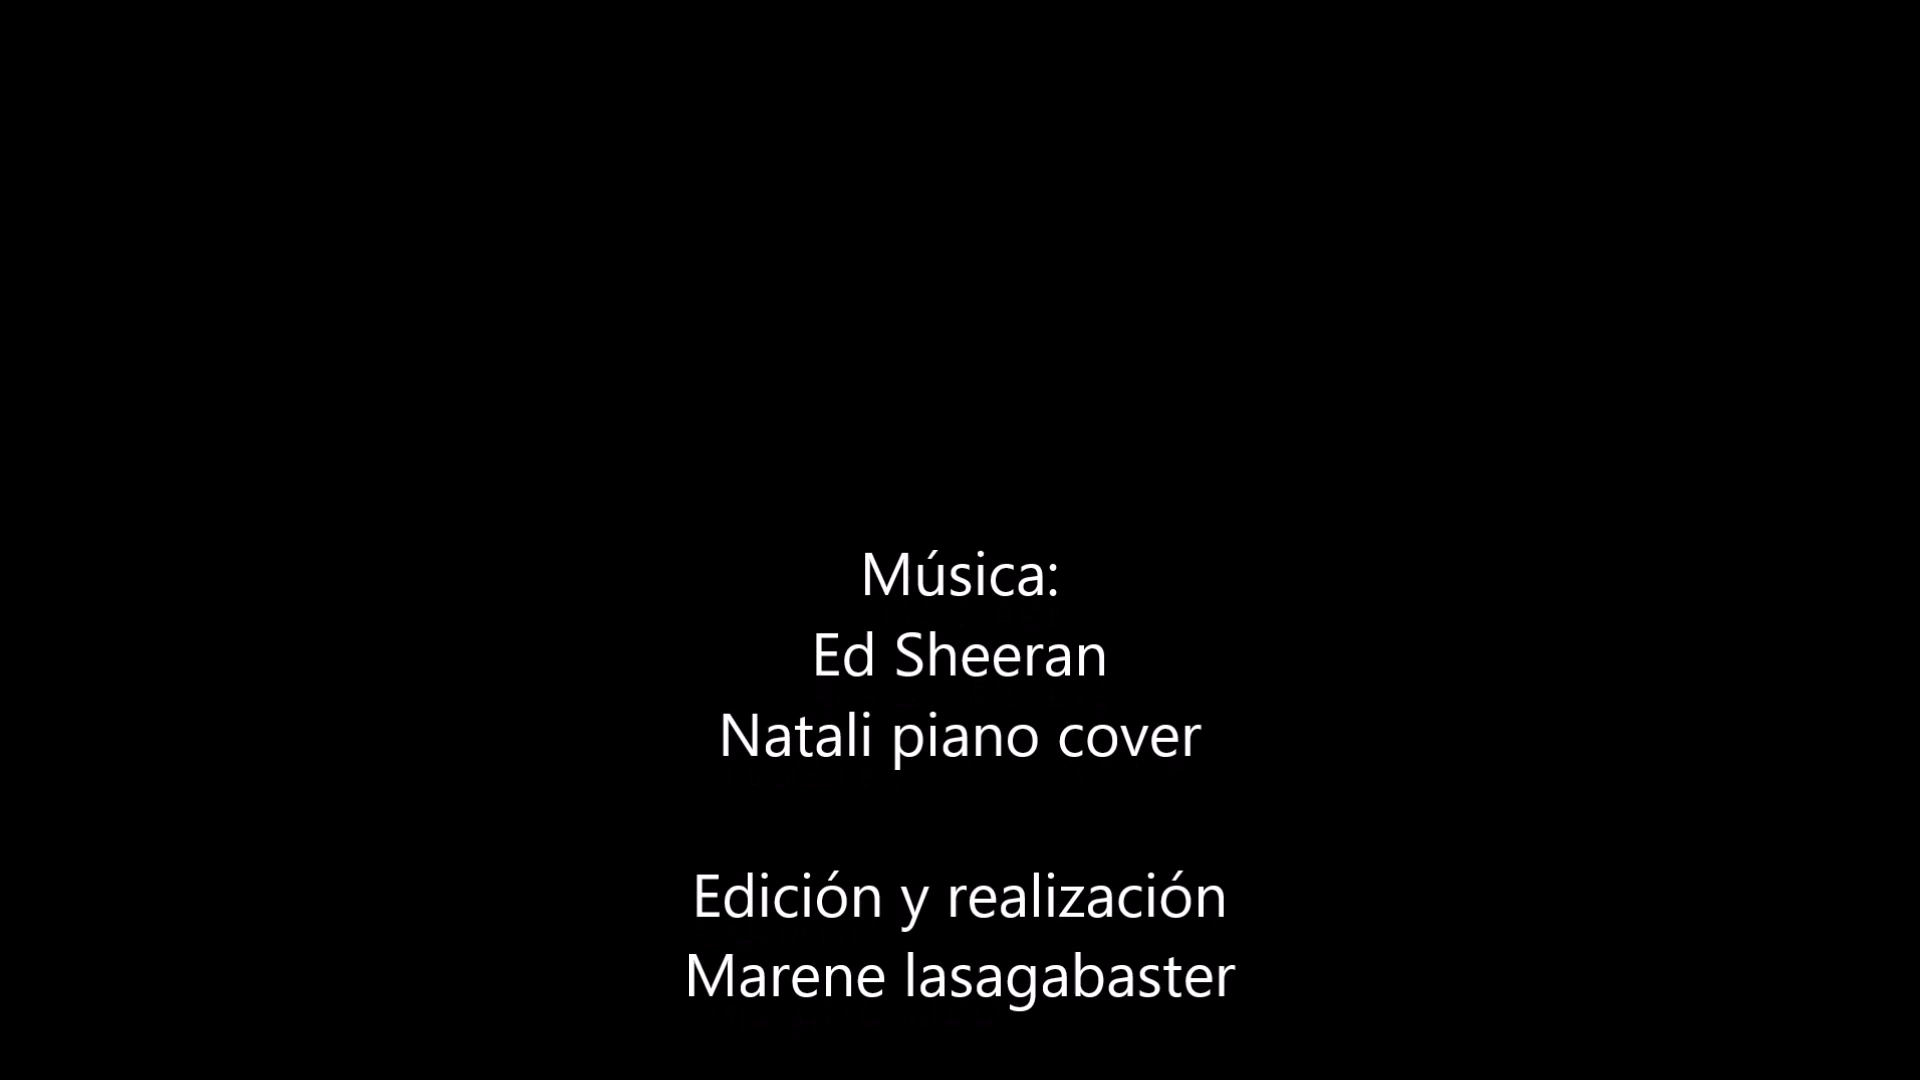 Música:
Ed Sheeran
Natali piano cover
Edición y realización
Marene lasagabaster